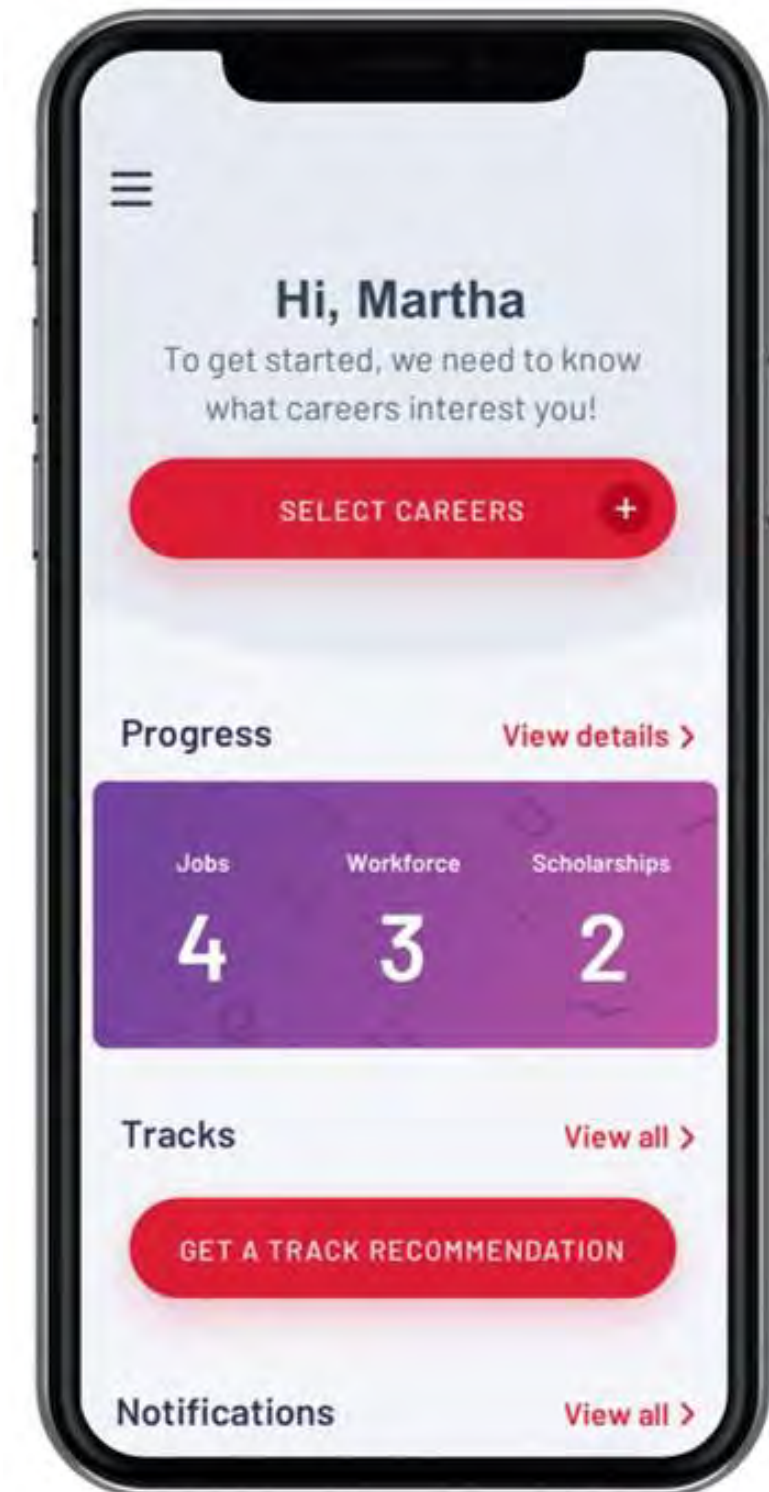 Hi, Martha
To get started, we need to know
what careers interest you!
SELECT CAREERS +
Progress View details >
Jobs Workforce Scholarships
4 3 2
Tracks View all >
GET A TRACK RECOMMENDATION
Notifications View all >